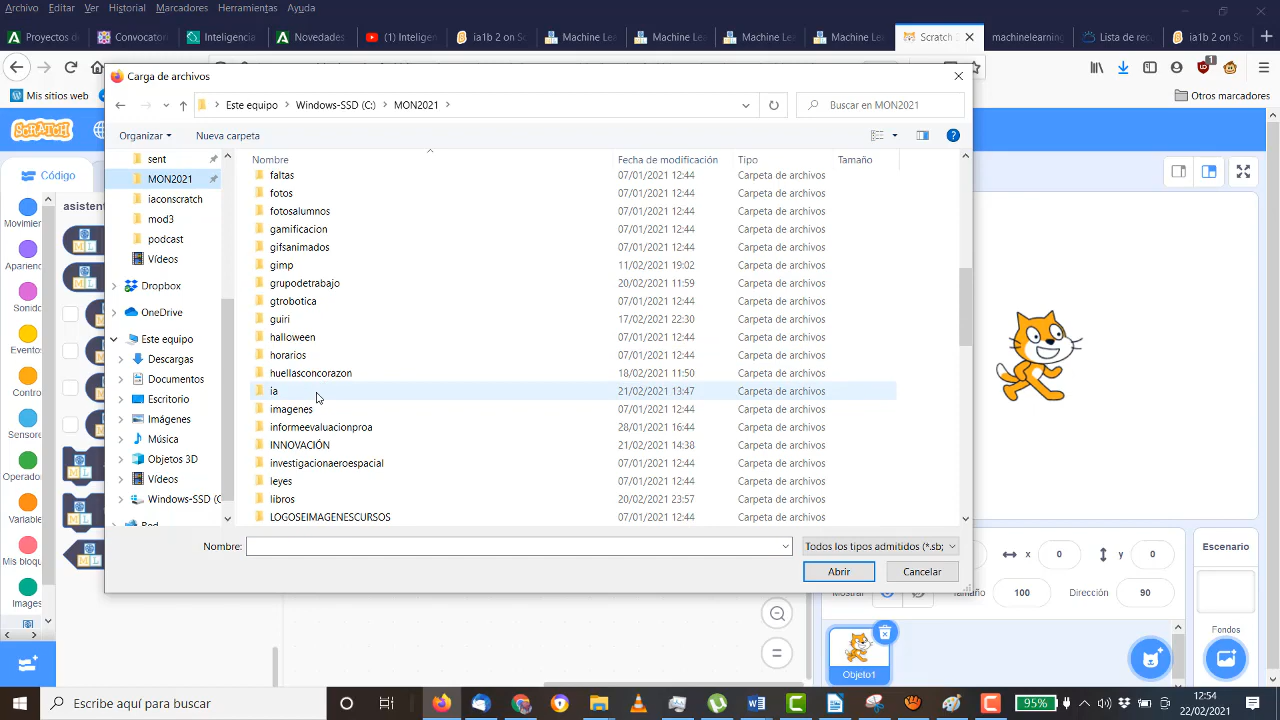 Archivo Editar Ver Historial Marcadores Herramientas Ayuda
Proyectos de Convocatori Inteligencia Novedades (1) Inteligen ia1b 2 on Sc Machine Lea Machine Lea Machine Lea Machine Lea Scratch machinelearning Lista de rec ia1b 2 on Sc
Mis sitios web
Otros marcadores
Carga de archivos
Este equipo > Windows-SSD (C:) > MON2021 >
Buscar en MON2021
Organizar Nueva carpeta
SCRATCH
Código
asistent
Movimien
Aparienc
Sonido
Eventos
Control
Sensore
Operador
Variable
Mis bloqu
Images
sent
MON2021
iaconscratch
mod3
podcast
Vídeos
Dropbox
OneDrive
Este equipo
Descargas
Documentos
Escritorio
Imágenes
Música
Objetos 3D
Vídeos
Windows-SSD (C
Red
Nombre Fecha de modificación Tipo Tamaño
faltas 07/01/2021 12:44 Carpeta de archivos
fotos 07/01/2021 12:44 Carpeta de archivos
fotosalumnos 07/01/2021 12:44 Carpeta de archivos
gamificacion 07/01/2021 12:44 Carpeta de archivos
gifsanimados 07/01/2021 12:44 Carpeta de archivos
gimp 11/02/2021 19:02 Carpeta de archivos
grupodetrabajo 20/02/2021 11:59 Carpeta de archivos
gtrobotica 07/01/2021 12:44 Carpeta de archivos
guiri 17/02/2021 22:30 Carpeta de archivos
halloween 07/01/2021 12:44 Carpeta de archivos
horarios 07/01/2021 12:44 Carpeta de archivos
huellasconcorazon 18/02/2021 11:50 Carpeta de archivos
ia 21/02/2021 13:47 Carpeta de archivos
imagenes 07/01/2021 12:44 Carpeta de archivos
informeevaluacionproa 28/01/2021 16:44 Carpeta de archivos
INNOVACIÓN 21/02/2021 14:38 Carpeta de archivos
investigacionaeroespacial 07/01/2021 12:44 Carpeta de archivos
leyes 07/01/2021 12:44 Carpeta de archivos
libros 20/02/2021 23:57 Carpeta de archivos
LOGOSEIMAGENESCURSOS 07/01/2021 12:44 Carpeta de archivos
Nombre: Todos los tipos admitidos (*.sb;
Abrir Cancelar
x 0 y 0
Mostrar Tamaño 100 Dirección 90
Objeto1
Escenario
Fondos
Escribe aquí para buscar
95%
12:54
22/02/2021